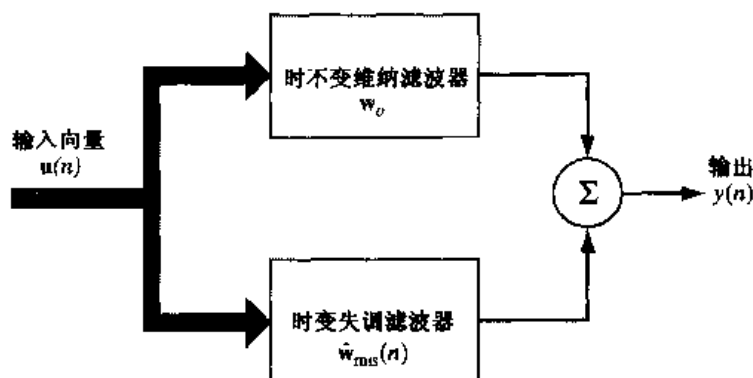 时不变维纳滤波器
w_o
输入向量
u(n)
Σ
输出
y(n)
时变失调滤波器
ŵ_mis(n)